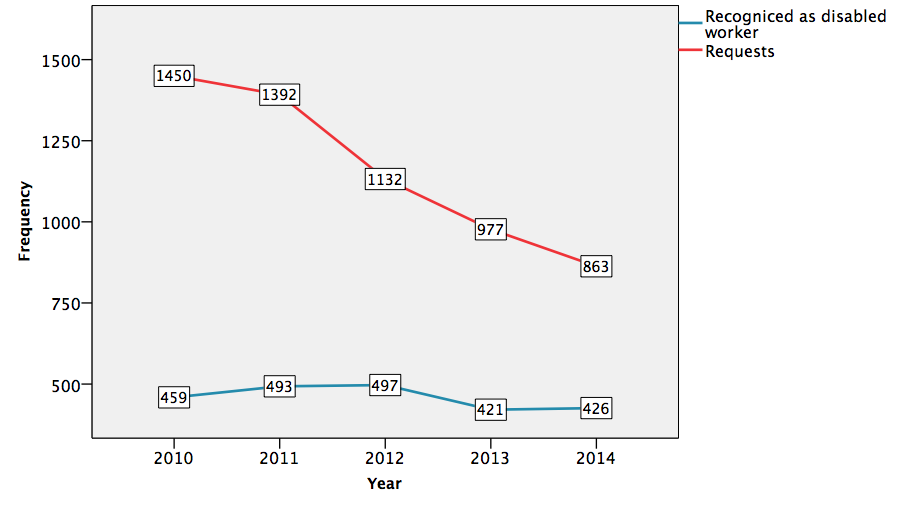 Recogniced as disabled
worker
Requests
1500
1250
1000
750
500
Frequency
1450
1392
1132
977
863
459
493
497
421
426
2010 2011 2012 2013 2014
Year